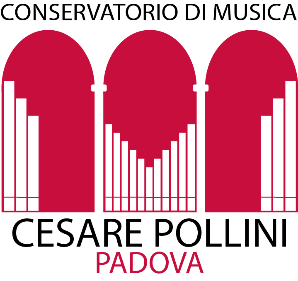 CONSERVATORIO DI MUSICA
CESARE POLLINI
PADOVA